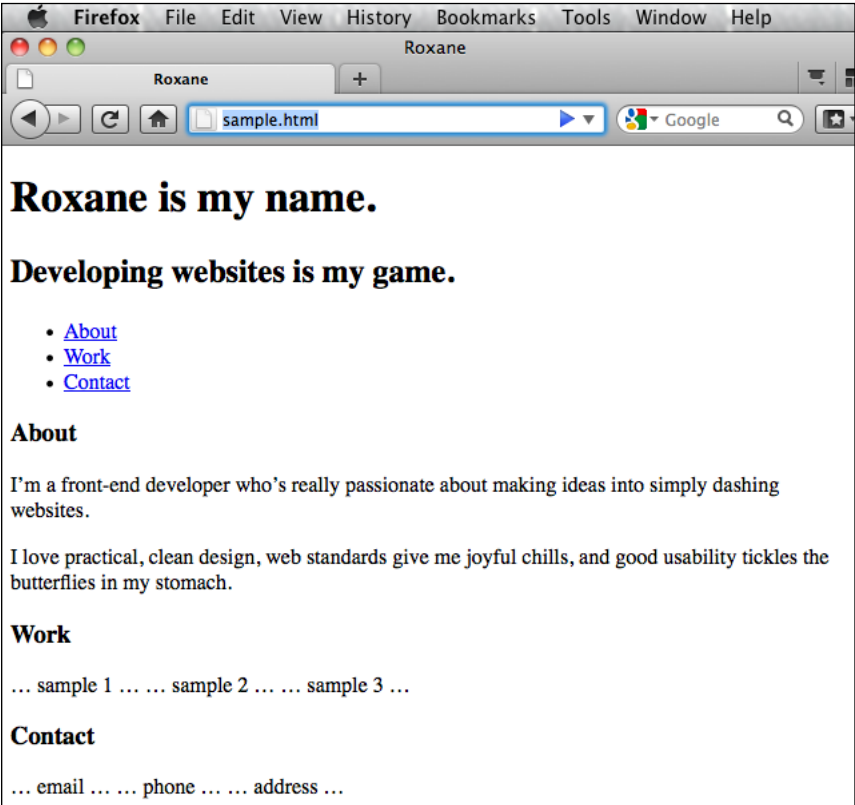 Firefox File Edit View History Bookmarks Tools Window Help
Roxane
Roxane
sample.html
Google
Roxane is my name.
Developing websites is my game.
• About
• Work
• Contact
About
I’m a front-end developer who’s really passionate about making ideas into simply dashing
websites.
I love practical, clean design, web standards give me joyful chills, and good usability tickles the
butterflies in my stomach.
Work
… sample 1 … … sample 2 … … sample 3 …
Contact
… email … … phone … … address …